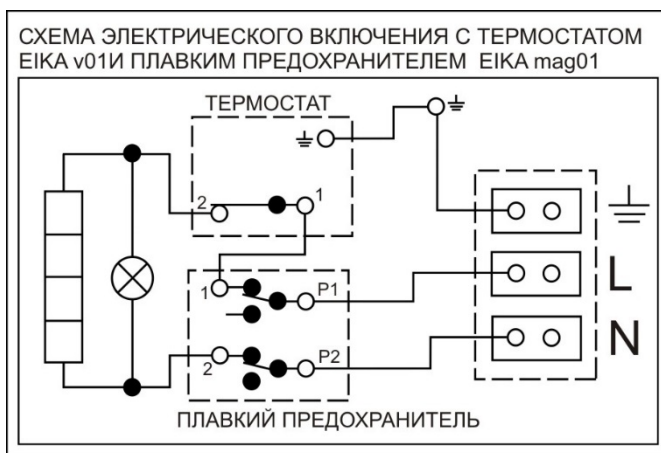 СХЕМА ЭЛЕКТРИЧЕСКОГО ВКЛЮЧЕНИЯ С ТЕРМОСТАТОМ
EIKA v01И ПЛАВКИМ ПРЕДОХРАНИТЕЛЕМ EIKA mag01
ТЕРМОСТАТ
2
1
1
P1
L
2
P2
N
ПЛАВКИЙ ПРЕДОХРАНИТЕЛЬ